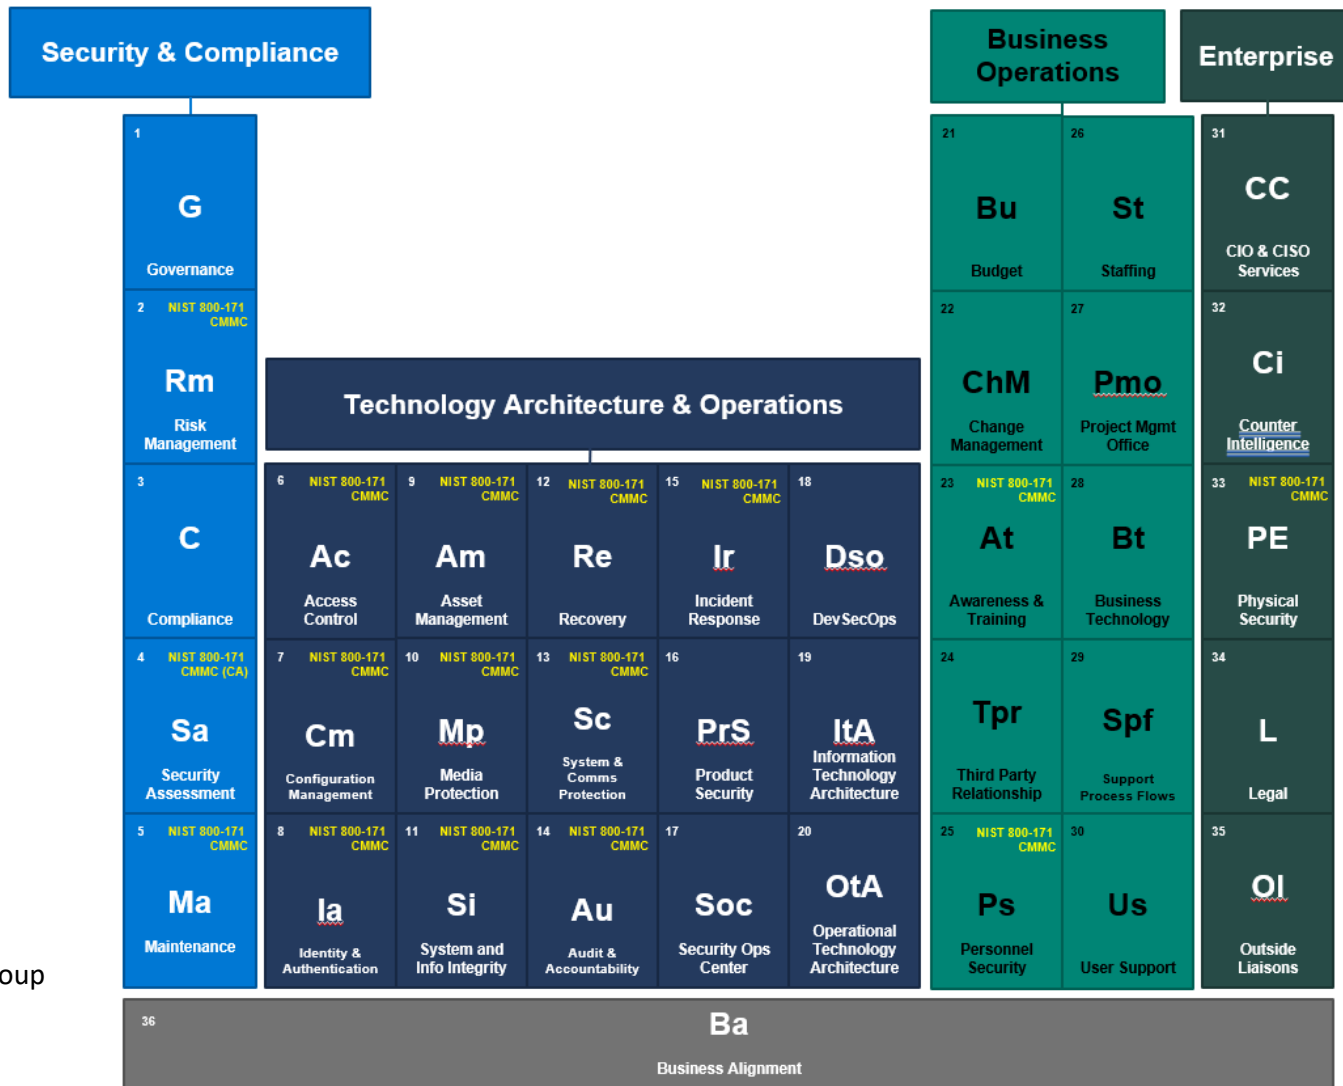 Security & Compliance
1
G
Governance
2
NIST 800-171
CMMC
Rm
Risk
Management
3
C
Compliance
4
NIST 800-171
CMMC (CA)
Sa
Security
Assessment
5
NIST 800-171
CMMC
Ma
Maintenance
Technology Architecture & Operations
6
NIST 800-171
CMMC
Ac
Access
Control
7
NIST 800-171
CMMC
Cm
Configuration
Management
8
NIST 800-171
CMMC
Ia
Identity &
Authentication
9
NIST 800-171
CMMC
Am
Asset
Management
10
NIST 800-171
CMMC
Mp
Media
Protection
11
NIST 800-171
CMMC
Si
System and
Info Integrity
12
NIST 800-171
CMMC
Re
Recovery
13
NIST 800-171
CMMC
Sc
System &
Comms
Protection
14
NIST 800-171
CMMC
Au
Audit &
Accountability
15
NIST 800-171
CMMC
Ir
Incident
Response
16
PrS
Product
Security
17
Soc
Security Ops
Center
18
Dso
DevSecOps
19
ItA
Information
Technology
Architecture
20
OtA
Operational
Technology
Architecture
Business
Operations
21
Bu
Budget
22
ChM
Change
Management
23
NIST 800-171
CMMC
At
Awareness &
Training
24
Tpr
Third Party
Relationship
25
NIST 800-171
CMMC
Ps
Personnel
Security
26
St
Staffing
27
Pmo
Project Mgmt
Office
28
Bt
Business
Technology
29
Spf
Support
Process Flows
30
Us
User Support
Enterprise
31
CC
CIO & CISO
Services
32
Ci
Counter
Intelligence
33
NIST 800-171
CMMC
PE
Physical
Security
34
L
Legal
35
Ol
Outside
Liaisons
oup
36
Ba
Business Alignment